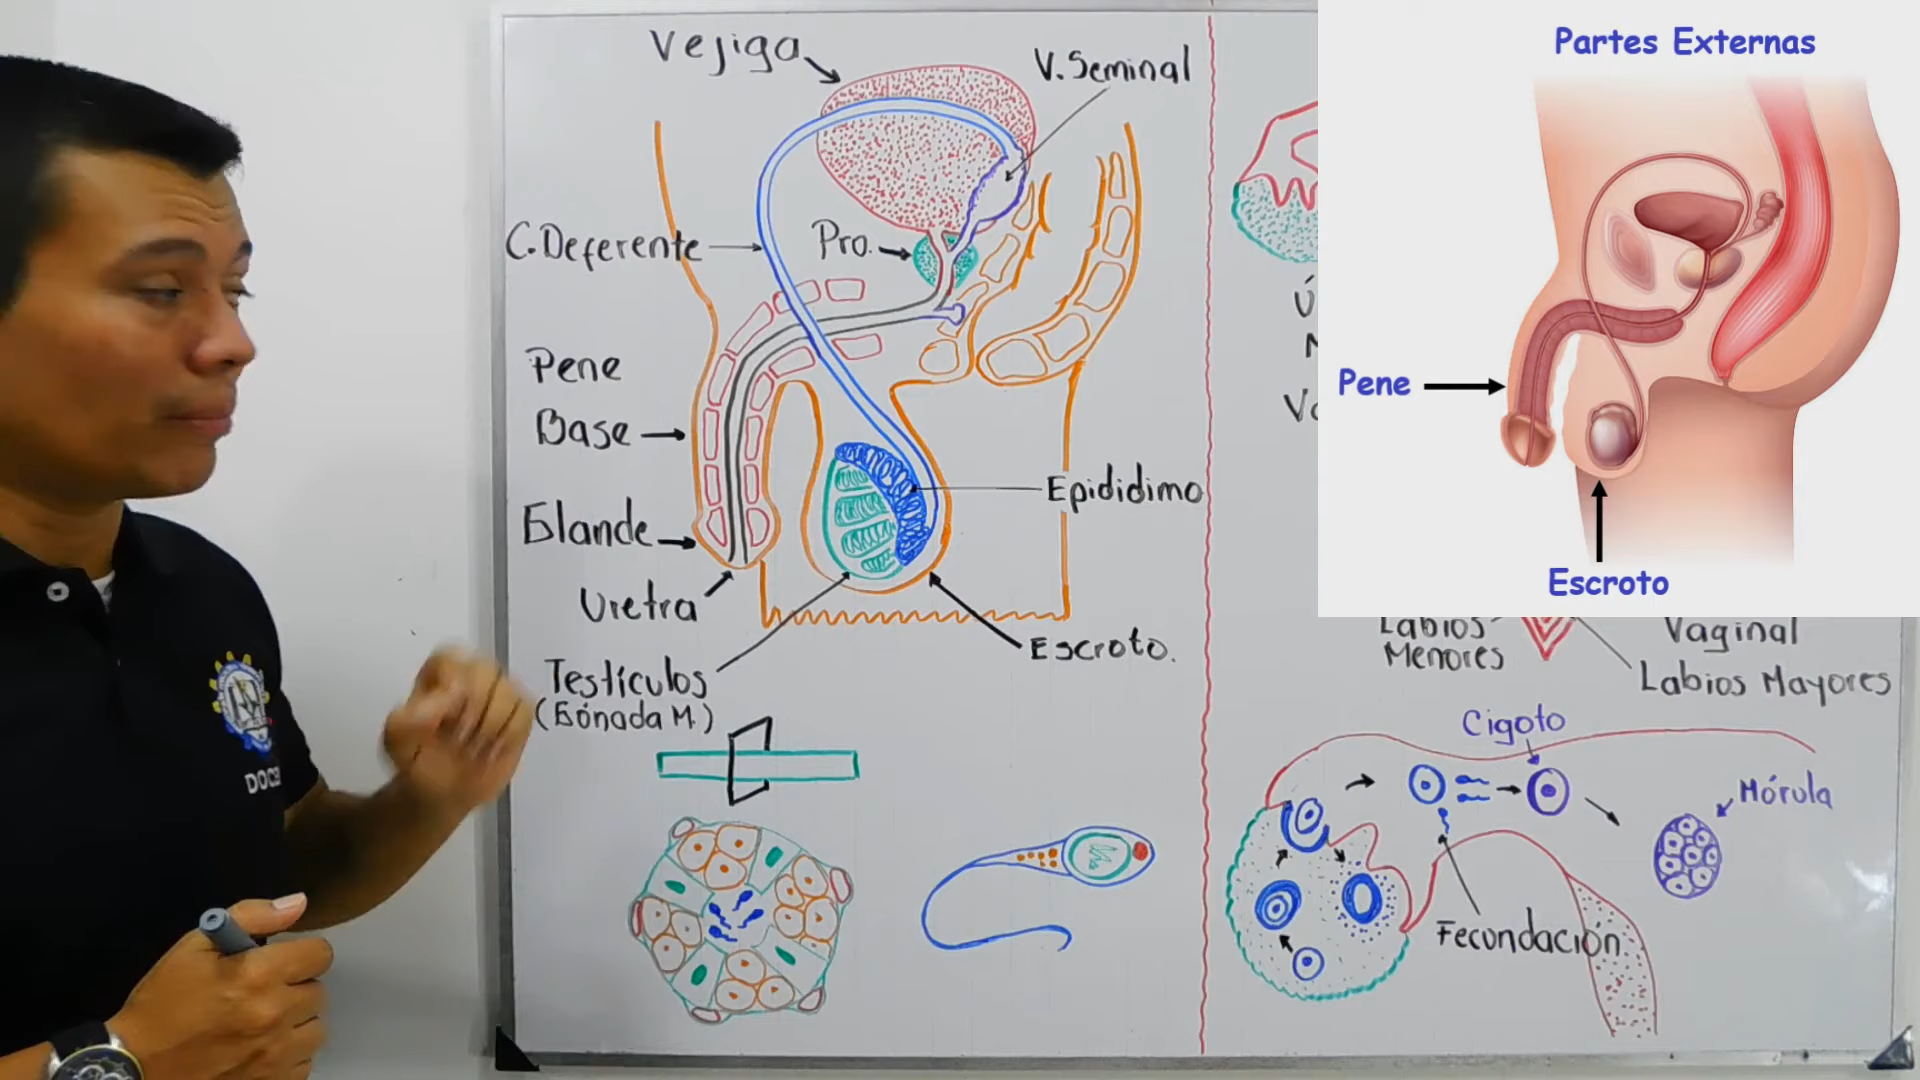 Vejiga
V. Seminal
C. Deferente
Pro.
Pene
Base
Glande
Uretra
Epididimo
Escroto.
Testículos
(Gónada M.)
Partes Externas
Pene
Escroto
Labios
Menores
Vaginal
Labios Mayores
Cigoto
Mórula
Fecundación